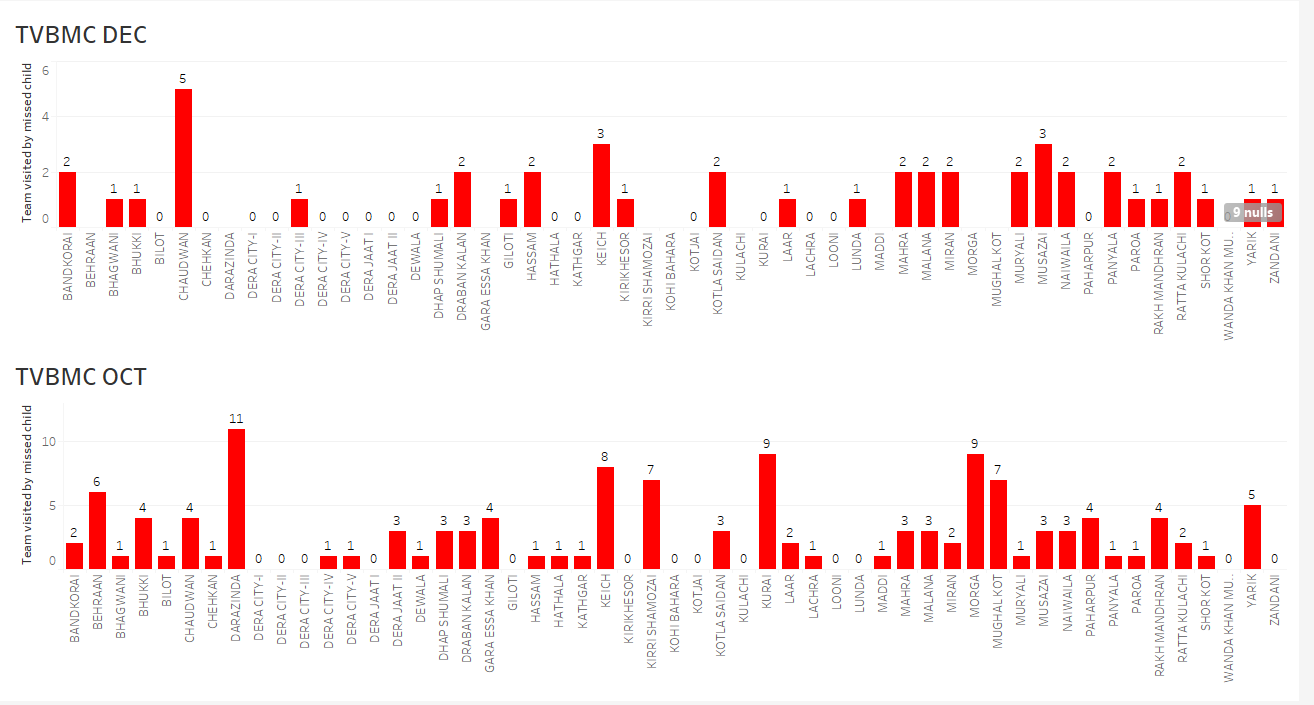 TVBMC DEC
Team visited by missed child
6
4
2
0
2 1 1 0 5 0 0 0 1 0 0 0 0 0 1 2 1 2 0 0 3 1 0 2 0 1 0 0 1 2 2 2 2 3 2 0 2 1 1 2 1 0 1 1
9 nulls
BANDKORAI
BEHRAAN
BHAGWANI
BHUKKI
BILOT
CHAUDWAN
CHEHKAN
DARAZINDA
DERA CITY-I
DERA CITY-II
DERA CITY-III
DERA CITY-IV
DERA CITY-V
DERA JAAT I
DERA JAAT II
DEWALA
DHAP SHUMALI
DRABAN KALAN
GARA ESSA KHAN
GILOTI
HASSAM
HATHALA
KATHGAR
KEICH
KIRIKHESOR
KIRRI SHAMOZAI
KOHI BAHARA
KOTJAI
KOTLA SAIDAN
KULACHI
KURAI
LAAR
LACHRA
LOONI
LUNDA
MADDI
MAHRA
MALANA
MIRAN
MORGA
MUGHAL KOT
MURYALI
MUSAZAI
NAIWAILA
PAHARPUR
PANYALA
PAROA
RAKH MANDHRAN
RATTA KULACHI
SHOR KOT
WANDA KHAN MU..
YARIK
ZANDANI
TVBMC OCT
Team visited by missed child
10
5
0
2 6 1 4 1 4 1 11 0 0 0 1 1 0 3 1 3 3 4 0 1 1 1 8 0 7 0 0 3 0 9 2 1 0 0 1 3 3 2 9 7 1 3 3 4 1 1 4 2 1 0 5 0
BANDKORAI
BEHRAAN
BHAGWANI
BHUKKI
BILOT
CHAUDWAN
CHEHKAN
DARAZINDA
DERA CITY-I
DERA CITY-II
DERA CITY-III
DERA CITY-IV
DERA CITY-V
DERA JAAT I
DERA JAAT II
DEWALA
DHAP SHUMALI
DRABAN KALAN
GARA ESSA KHAN
GILOTI
HASSAM
HATHALA
KATHGAR
KEICH
KIRIKHESOR
KIRRI SHAMOZAI
KOHI BAHARA
KOTJAI
KOTLA SAIDAN
KULACHI
KURAI
LAAR
LACHRA
LOONI
LUNDA
MADDI
MAHRA
MALANA
MIRAN
MORGA
MUGHAL KOT
MURYALI
MUSAZAI
NAIWAILA
PAHARPUR
PANYALA
PAROA
RAKH MANDHRAN
RATTA KULACHI
SHOR KOT
WANDA KHAN MU..
YARIK
ZANDANI